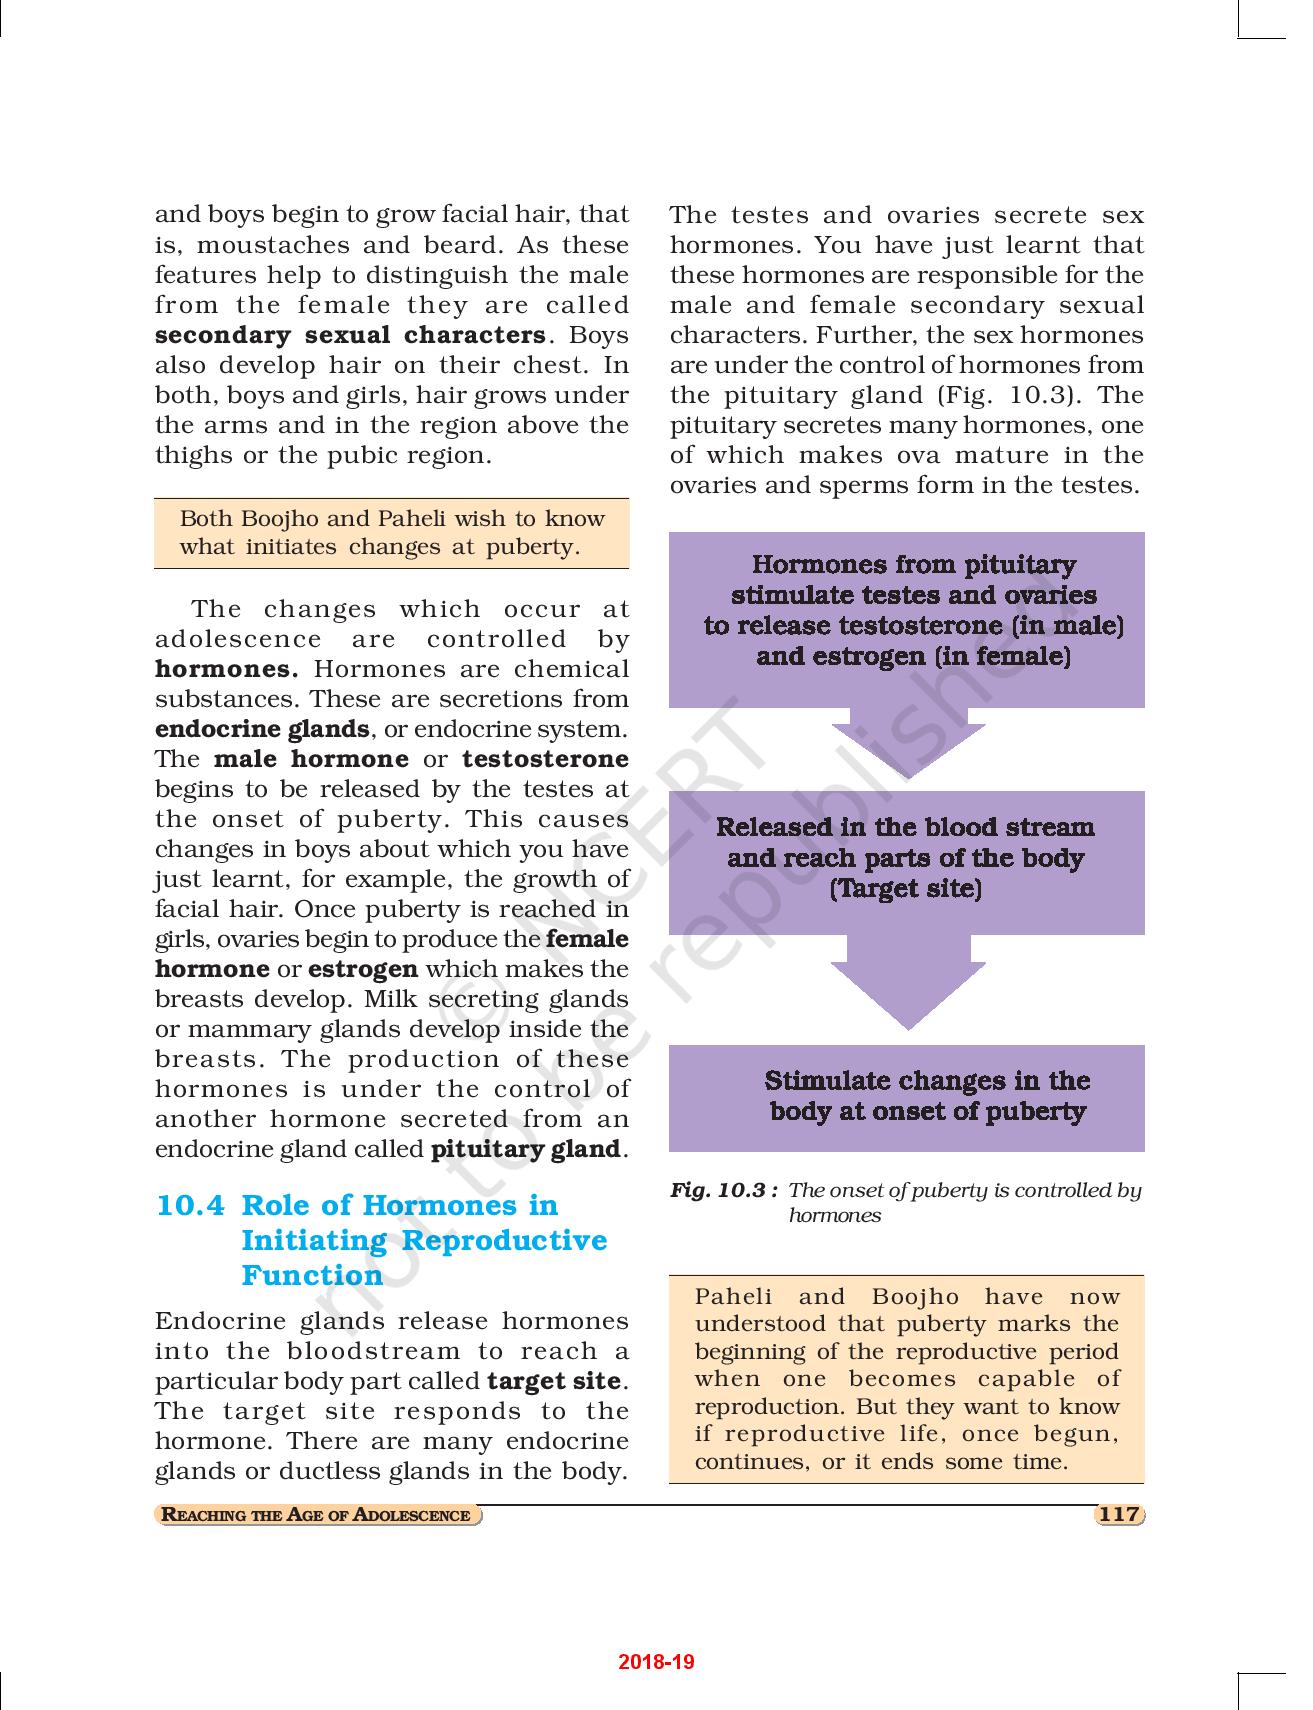 and boys begin to grow facial hair, that
is, moustaches and beard. As these
features help to distinguish the male
from the female they are called
secondary sexual characters. Boys
also develop hair on their chest. In
both, boys and girls, hair grows under
the arms and in the region above the
thighs or the pubic region.
Both Boojho and Paheli wish to know
what initiates changes at puberty.
The changes which occur at
adolescence are controlled by
hormones. Hormones are chemical
substances. These are secretions from
endocrine glands, or endocrine system.
The male hormone or testosterone
begins to be released by the testes at
the onset of puberty. This causes
changes in boys about which you have
just learnt, for example, the growth of
facial hair. Once puberty is reached in
girls, ovaries begin to produce the female
hormone or estrogen which makes the
breasts develop. Milk secreting glands
or mammary glands develop inside the
breasts. The production of these
hormones is under the control of
another hormone secreted from an
endocrine gland called pituitary gland.
10.4 Role of Hormones in
Initiating Reproductive
Function
Endocrine glands release hormones
into the bloodstream to reach a
particular body part called target site.
The target site responds to the
hormone. There are many endocrine
glands or ductless glands in the body.
The testes and ovaries secrete sex
hormones. You have just learnt that
these hormones are responsible for the
male and female secondary sexual
characters. Further, the sex hormones
are under the control of hormones from
the pituitary gland (Fig. 10.3). The
pituitary secretes many hormones, one
of which makes ova mature in the
ovaries and sperms form in the testes.
Hormones from pituitary
stimulate testes and ovaries
to release testosterone (in male)
and estrogen (in female)
Released in the blood stream
and reach parts of the body
(Target site)
Stimulate changes in the
body at onset of puberty
Fig. 10.3 : The onset of puberty is controlled by
hormones
Paheli and Boojho have now
understood that puberty marks the
beginning of the reproductive period
when one becomes capable of
reproduction. But they want to know
if reproductive life, once begun,
continues, or it ends some time.
REACHING THE AGE OF ADOLESCENCE
117
2018-19
© NCERT
not to be republished